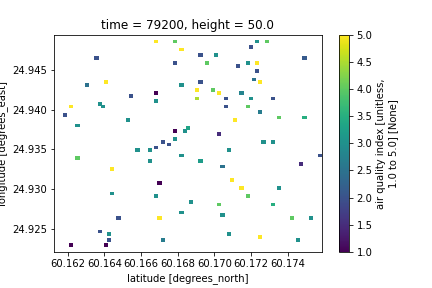 time = 79200, height = 50.0
24.945
24.940
24.935
24.930
24.925
longitude [degrees_east]
60.162 60.164 60.166 60.168 60.170 60.172 60.174
latitude [degrees_north]
5.0
4.5
4.0
3.5
3.0
2.5
2.0
1.5
1.0
air quality index [unitless,
1.0 to 5.0] [None]